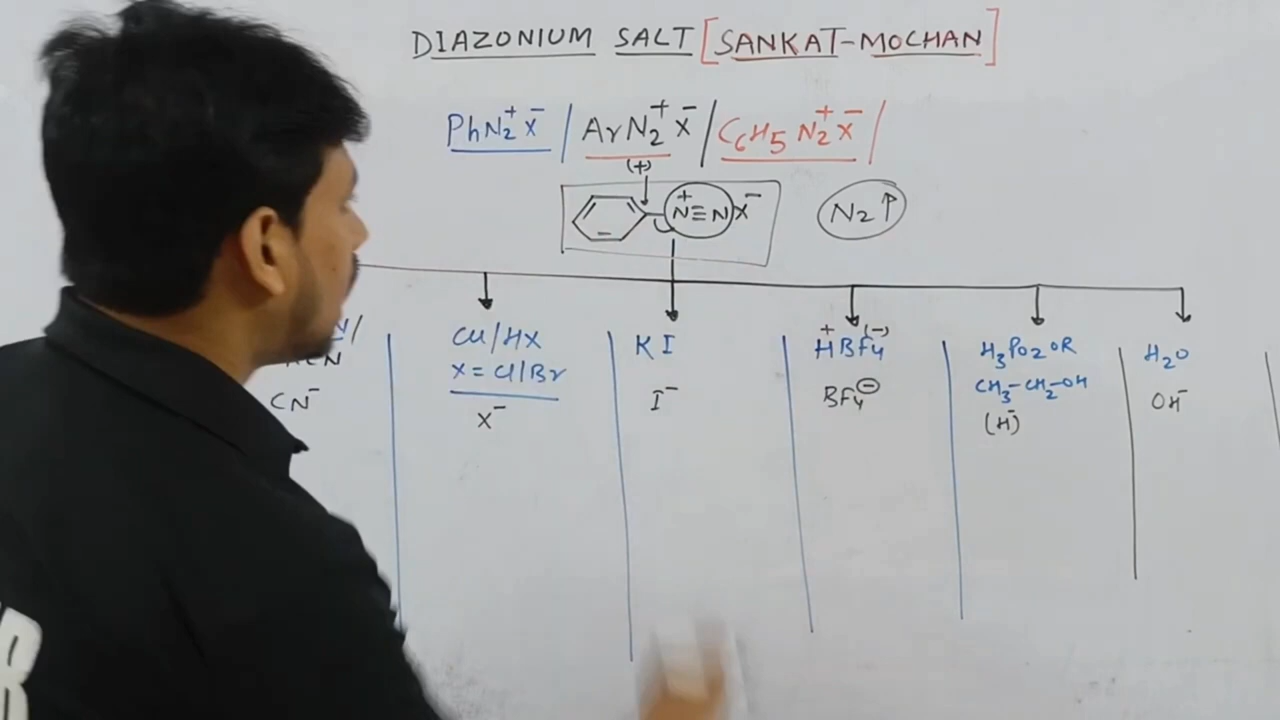 DIAZONIUM SALT [SANKAT-MOCHAN]
PhN₂⁺X⁻ / ArN₂⁺X⁻ / C₆H₅N₂⁺X⁻ /
(+)
N⁺≡N X⁻ N₂↑
Cu/HX KI H⁺BF₄(-) H₃PO₂ OR H₂O
X = Cl/Br CH₃-CH₂-OH
CN⁻ X⁻ I⁻ BF₄⊖ (H⁻) OH⁻